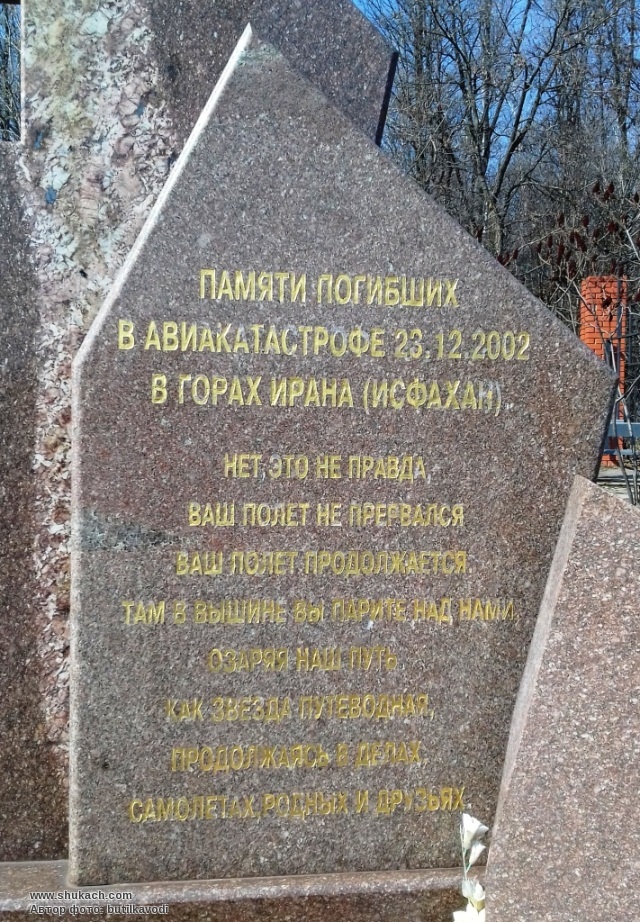 ПАМЯТИ ПОГИБШИХ
В АВИАКАТАСТРОФЕ 23.12.2002
В ГОРАХ ИРАНА (ИСФАХАН)
НЕТ, ЭТО НЕ ПРАВДА,
ВАШ ПОЛЕТ НЕ ПРЕРВАЛСЯ
ВАШ ПОЛЕТ ПРОДОЛЖАЕТСЯ
ТАМ В ВЫШИНЕ ВЫ ПАРИТЕ НАД НАМИ,
ОЗАРЯЯ НАШ ПУТЬ
КАК ЗВЕЗДА ПУТЕВОДНАЯ,
ПРОДОЛЖАЯСЬ В ДЕЛАХ,
САМОЛЕТАХ, РОДНЫХ И ДРУЗЬЯХ.
www.shukach.com
Автор фото: butilkavodi